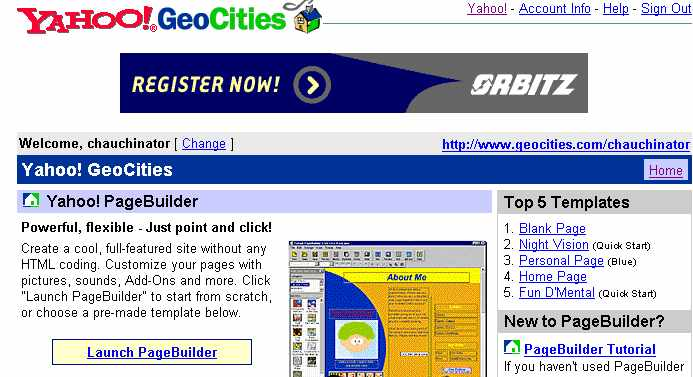 YAHOO! GeoCities
Yahoo! - Account Info - Help - Sign Out
REGISTER NOW! ORBITZ
Welcome, chauchinator [ Change ]
http://www.geocities.com/chauchinator
Yahoo! GeoCities
Home
Yahoo! PageBuilder
Powerful, flexible - Just point and click!
Create a cool, full-featured site without any
HTML coding. Customize your pages with
pictures, sounds, Add-Ons and more. Click
"Launch PageBuilder" to start from scratch,
or choose a pre-made template below.
Launch PageBuilder
About Me
Top 5 Templates
1. Blank Page
2. Night Vision (Quick Start)
3. Personal Page (Blue)
4. Home Page
5. Fun D'Mental (Quick Start)
New to PageBuilder?
PageBuilder Tutorial
If you haven't used PageBuilder